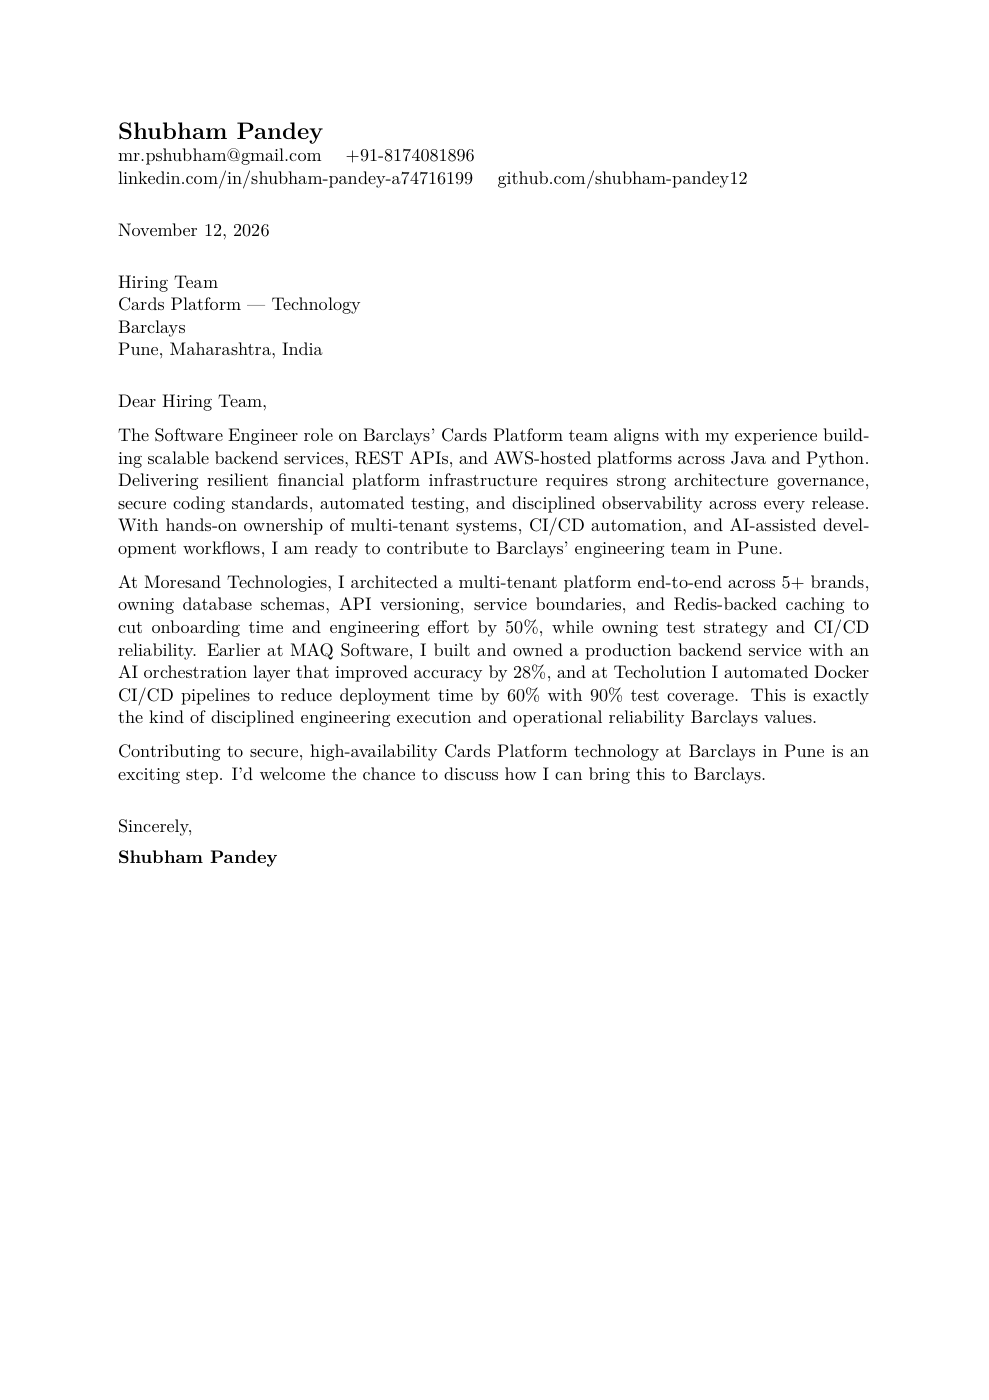 Shubham Pandey
mr.pshubham@gmail.com +91-8174081896
linkedin.com/in/shubham-pandey-a74716199 github.com/shubham-pandey12
November 12, 2026
Hiring Team
Cards Platform — Technology
Barclays
Pune, Maharashtra, India
Dear Hiring Team,
The Software Engineer role on Barclays' Cards Platform team aligns with my experience build-
ing scalable backend services, REST APIs, and AWS-hosted platforms across Java and Python.
Delivering resilient financial platform infrastructure requires strong architecture governance,
secure coding standards, automated testing, and disciplined observability across every release.
With hands-on ownership of multi-tenant systems, CI/CD automation, and AI-assisted devel-
opment workflows, I am ready to contribute to Barclays' engineering team in Pune.
At Moresand Technologies, I architected a multi-tenant platform end-to-end across 5+ brands,
owning database schemas, API versioning, service boundaries, and Redis-backed caching to
cut onboarding time and engineering effort by 50%, while owning test strategy and CI/CD
reliability. Earlier at MAQ Software, I built and owned a production backend service with an
AI orchestration layer that improved accuracy by 28%, and at Techolution I automated Docker
CI/CD pipelines to reduce deployment time by 60% with 90% test coverage. This is exactly
the kind of disciplined engineering execution and operational reliability Barclays values.
Contributing to secure, high-availability Cards Platform technology at Barclays in Pune is an
exciting step. I'd welcome the chance to discuss how I can bring this to Barclays.
Sincerely,
Shubham Pandey